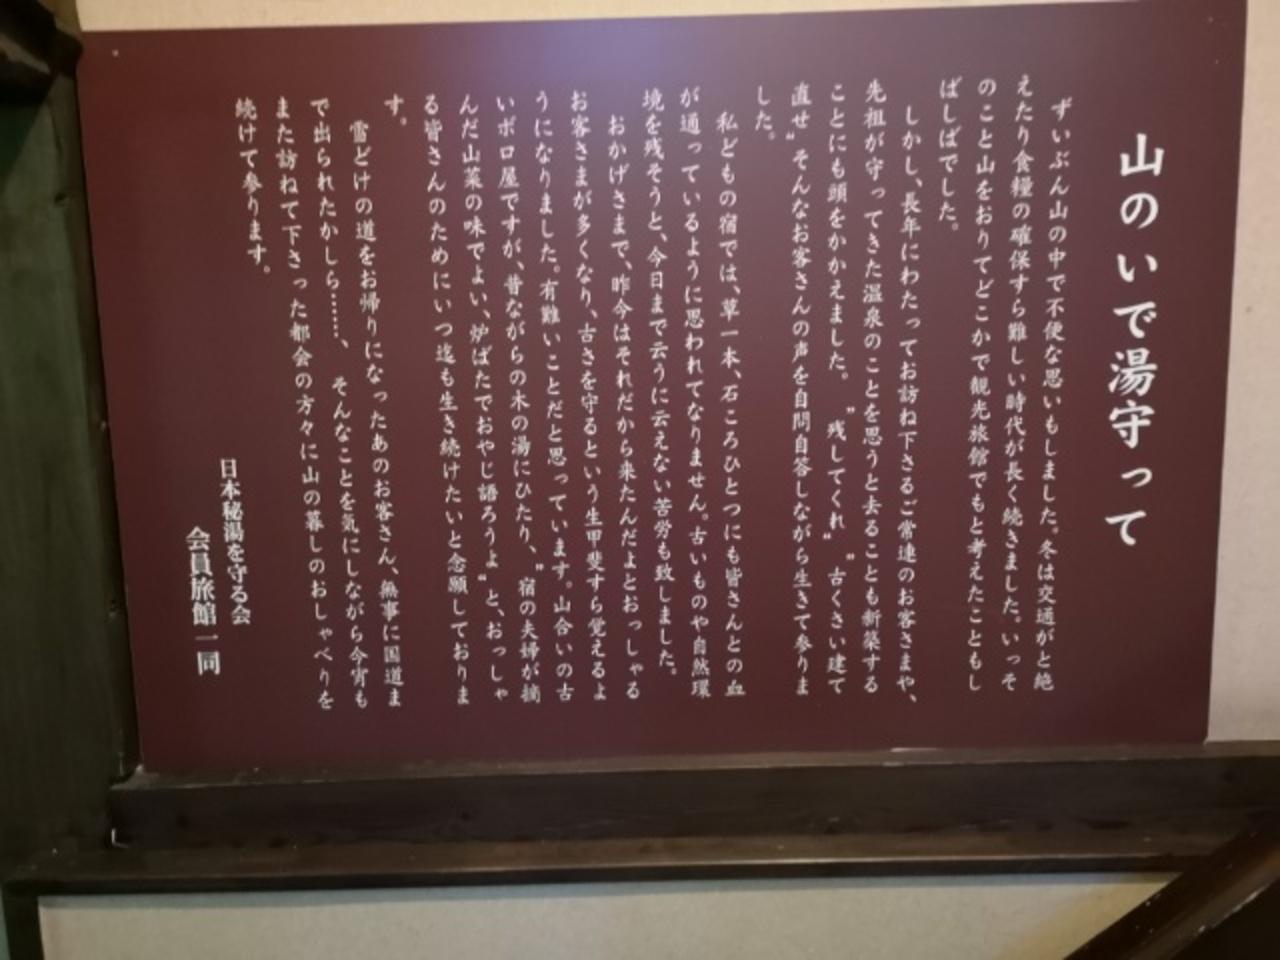 山のいで湯守って
ずいぶん山の中で不便な思いもしました。冬は交通がと絶
えたり食糧の確保すら難しい時代が長く続きました。いっそ
のこと山をおりてどこかで観光旅館でもと考えたこともし
ばしばでした。
しかし、長年にわたってお訪ね下さるご常連のお客さまや、
先祖が守ってきた温泉のことを思うと去ることも新築する
ことにも頭をかかえました。〝残してくれ〟〝古くさい建て
直せ〟そんなお客さんの声を自問自答しながら生きて参りま
した。
私どもの宿では、草一本、石ころひとつにも皆さんとの血
が通っているように思われてなりません。古いものや自然環
境を残そうと、今日まで云うに云えない苦労も致しました。
おかげさまで、昨今はそれだから来たんだよとおっしゃる
お客さまが多くなり、古さを守るという生甲斐すら覚えるよ
うになりました。有難いことだと思っています。山合いの古
いボロ屋ですが、昔ながらの木の湯にひたり、〝宿の夫婦が摘
んだ山菜の味でよい、炉ばたでおやじ語ろうよ〟と、おっしゃ
る皆さんのためにいつ迄も生き続けたいと念願しておりま
す。
雪どけの道をお帰りになったあのお客さん、無事に国道ま
で出られたかしら……、そんなことを気にしながら今宵も
また訪ねて下さった都会の方々に山の暮しのおしゃべりを
続けて参ります。
日本秘湯を守る会
会員旅館一同